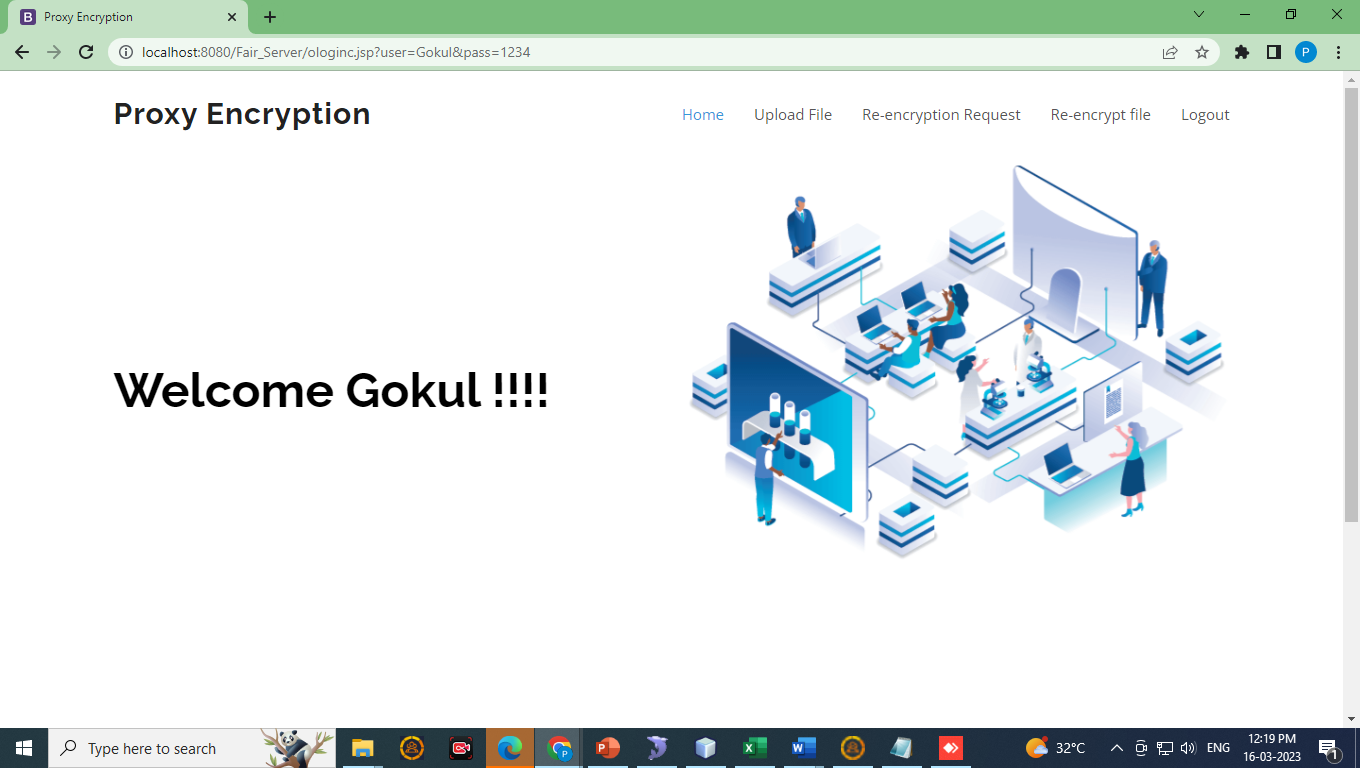 Proxy Encryption
localhost:8080/Fair_Server/ologinc.jsp?user=Gokul&pass=1234
P
Proxy Encryption
Home Upload File Re-encryption Request Re-encrypt file Logout
Welcome Gokul !!!!
Type here to search
32°C
ENG
12:19 PM
16-03-2023
1